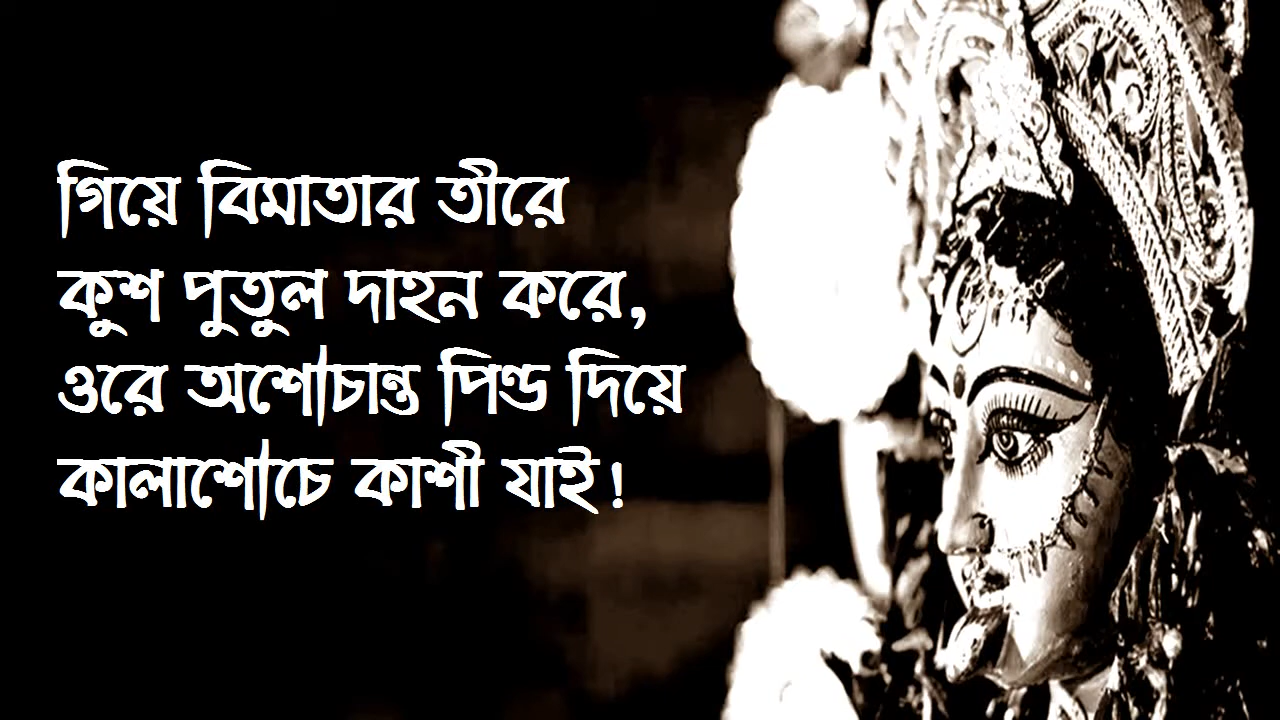 গিয়ে বিমাতার তীরে
কুশ পুতুল দাহন করে,
ওরে অশৌচান্ত পিন্ড দিয়ে
কালাশৌচে কাশী যাই!